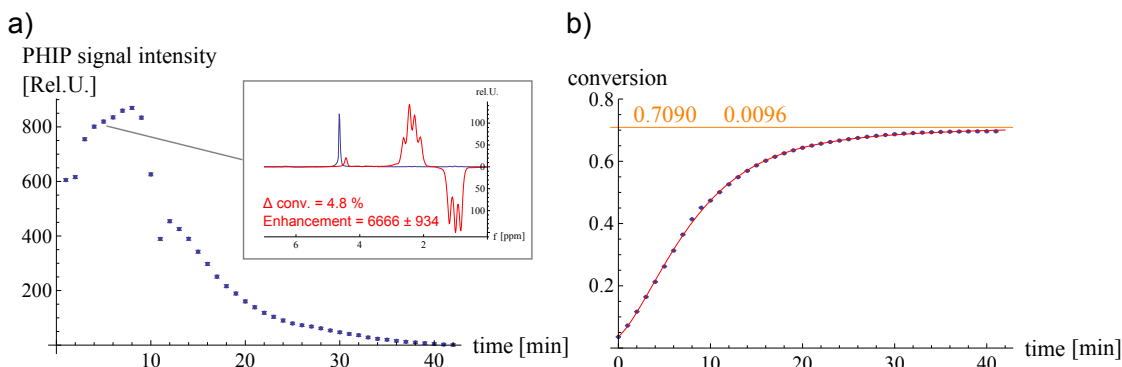 a)
PHIP signal intensity
[Rel.U.]
800
600
400
200
10
20
30
40
time [min]
rel.U.
100
50
0
50
100
6
4
2
f [ppm]
Δ conv. = 4.8 %
Enhancement = 6666 ± 934
b)
conversion
0.8
0.6
0.4
0.2
0.7090 0.0096
0
10
20
30
40
time [min]